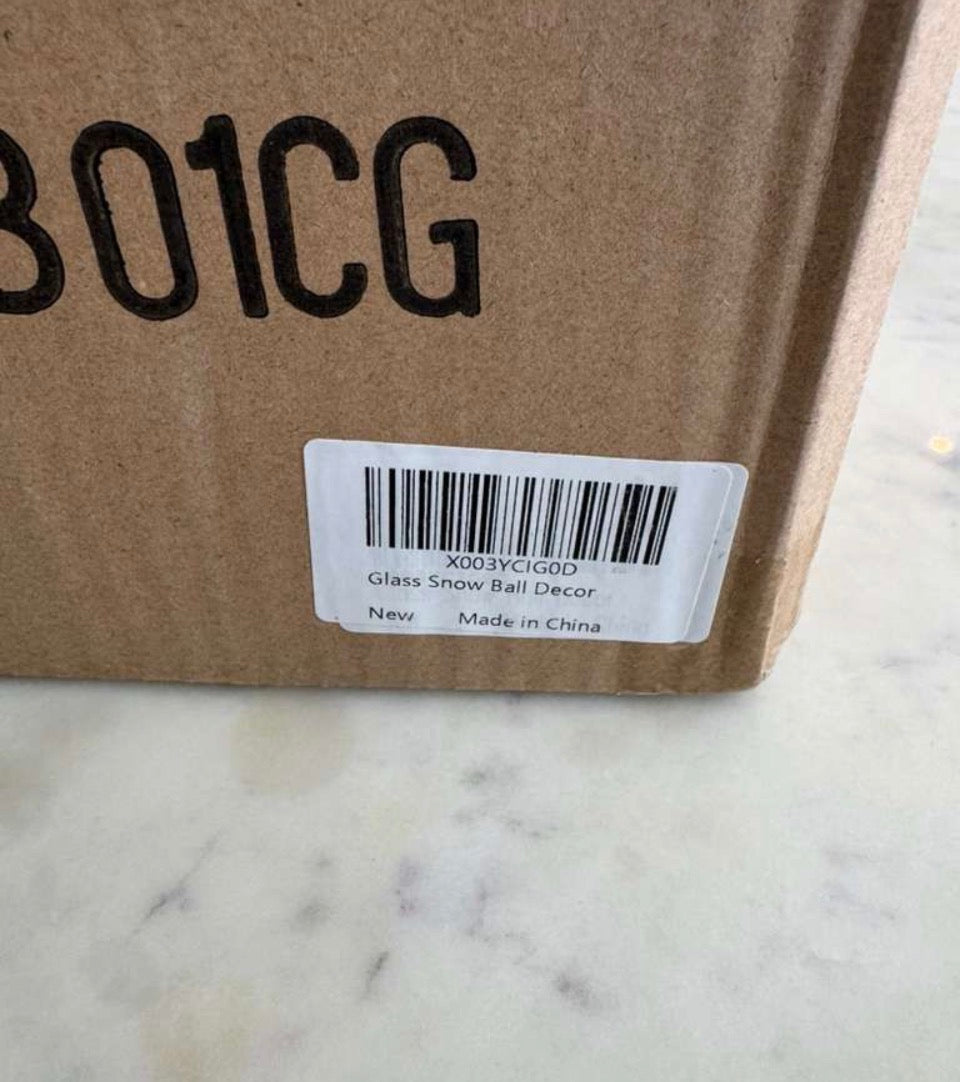 B01CG
X003YCIG0D
Glass Snow Ball Decor
New Made in China